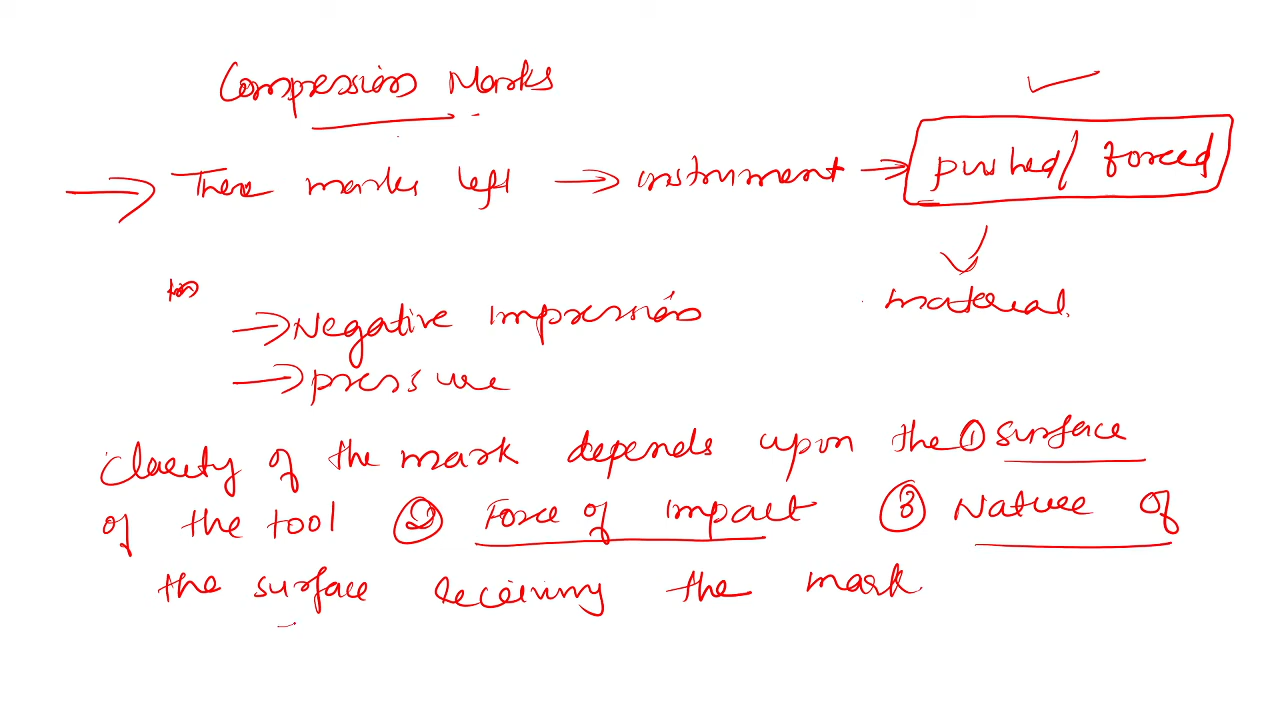 Compression Marks
→ There marks left → instrument → pushed/ forced
material.
→ Negative impression
→ pressure
Clarity of the mark depends upon the ① surface
of the tool ② Force of impact ③ Nature of
the surface receiving the mark